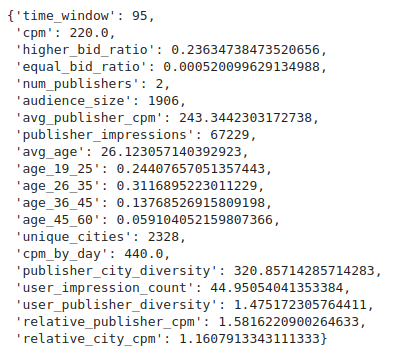 {'time_window': 95,
'cpm': 220.0,
'higher_bid_ratio': 0.23634738473520656,
'equal_bid_ratio': 0.000520099629134988,
'num_publishers': 2,
'audience_size': 1906,
'avg_publisher_cpm': 243.3442303172738,
'publisher_impressions': 67229,
'avg_age': 26.123057140392923,
'age_19_25': 0.24407657051357443,
'age_26_35': 0.3116895223011229,
'age_36_45': 0.13768526915809198,
'age_45_60': 0.059104052159807366,
'unique_cities': 2328,
'cpm_by_day': 440.0,
'publisher_city_diversity': 320.85714285714283,
'user_impression_count': 44.95054041353384,
'user_publisher_diversity': 1.475172305764411,
'relative_publisher_cpm': 1.5816220900264633,
'relative_city_cpm': 1.1607913343111333}